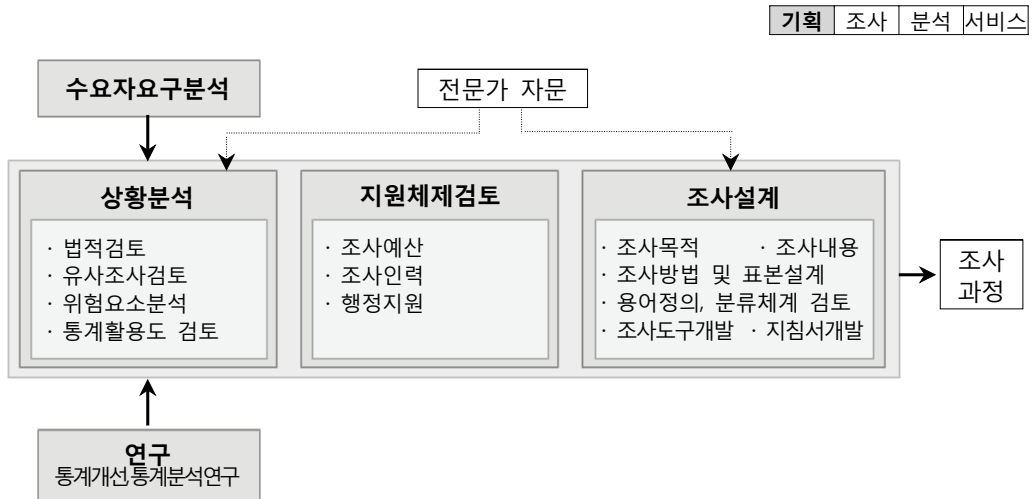 기획 조사 분석 서비스
수요자요구분석
전문가 자문
상황분석
· 법적검토
· 유사조사검토
· 위험요소분석
· 통계활용도 검토
지원체제검토
· 조사예산
· 조사인력
· 행정지원
조사설계
· 조사목적 · 조사내용
· 조사방법 및 표본설계
· 용어정의, 분류체계 검토
· 조사도구개발 · 지침서개발
조사
과정
연구
통계개선,통계분석연구